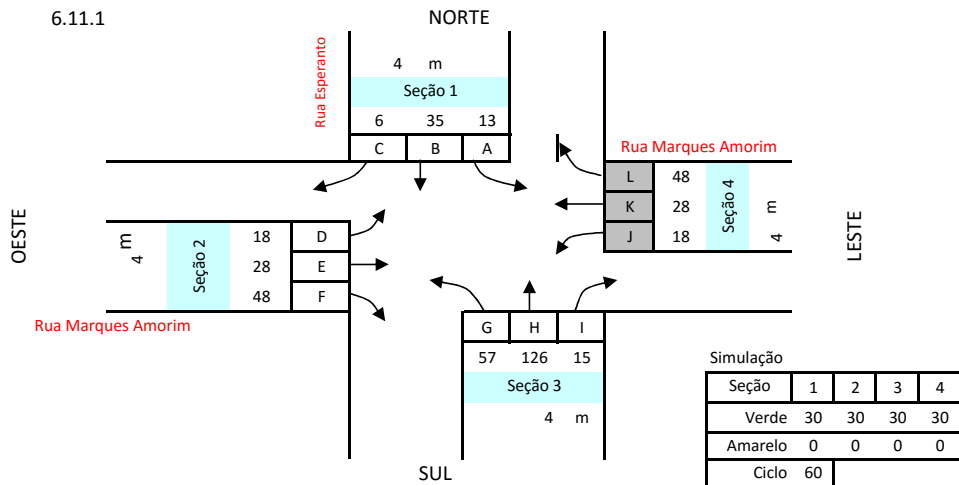 6.11.1
NORTE
Rua Esperanto
4 m
Seção 1
6 35 13
C B A
Rua Marques Amorim
L 48
K 28
J 18
Seção 4
4 m
LESTE
OESTE
4 m
Seção 2
18 D
28 E
48 F
Rua Marques Amorim
G H I
57 126 15
Seção 3
4 m
SUL
Simulação
Seção 1 2 3 4
Verde 30 30 30 30
Amarelo 0 0 0 0
Ciclo 60